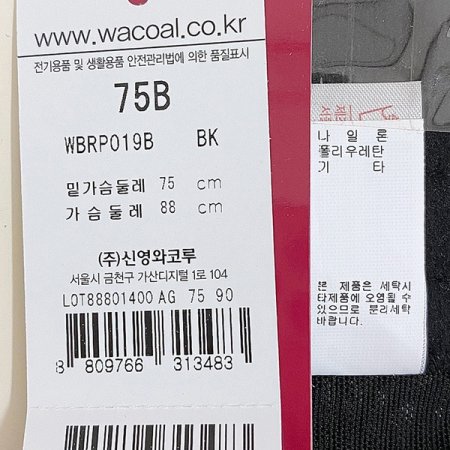 www.wacoal.co.kr
전기용품 및 생활용품 안전관리법에 의한 품질표시
75B
WBRP019B BK
밑가슴둘레 75 cm
가슴둘레 88 cm
(주)신영와코루
서울시 금천구 가산디지털 1로 104
LOT88801400 AG 75 90
8 809766 313483
나 일 론
폴리우레탄
기 타
본 제품은 세탁시
타제품에 오염될 수
있으므로 분리세탁
바랍니다.